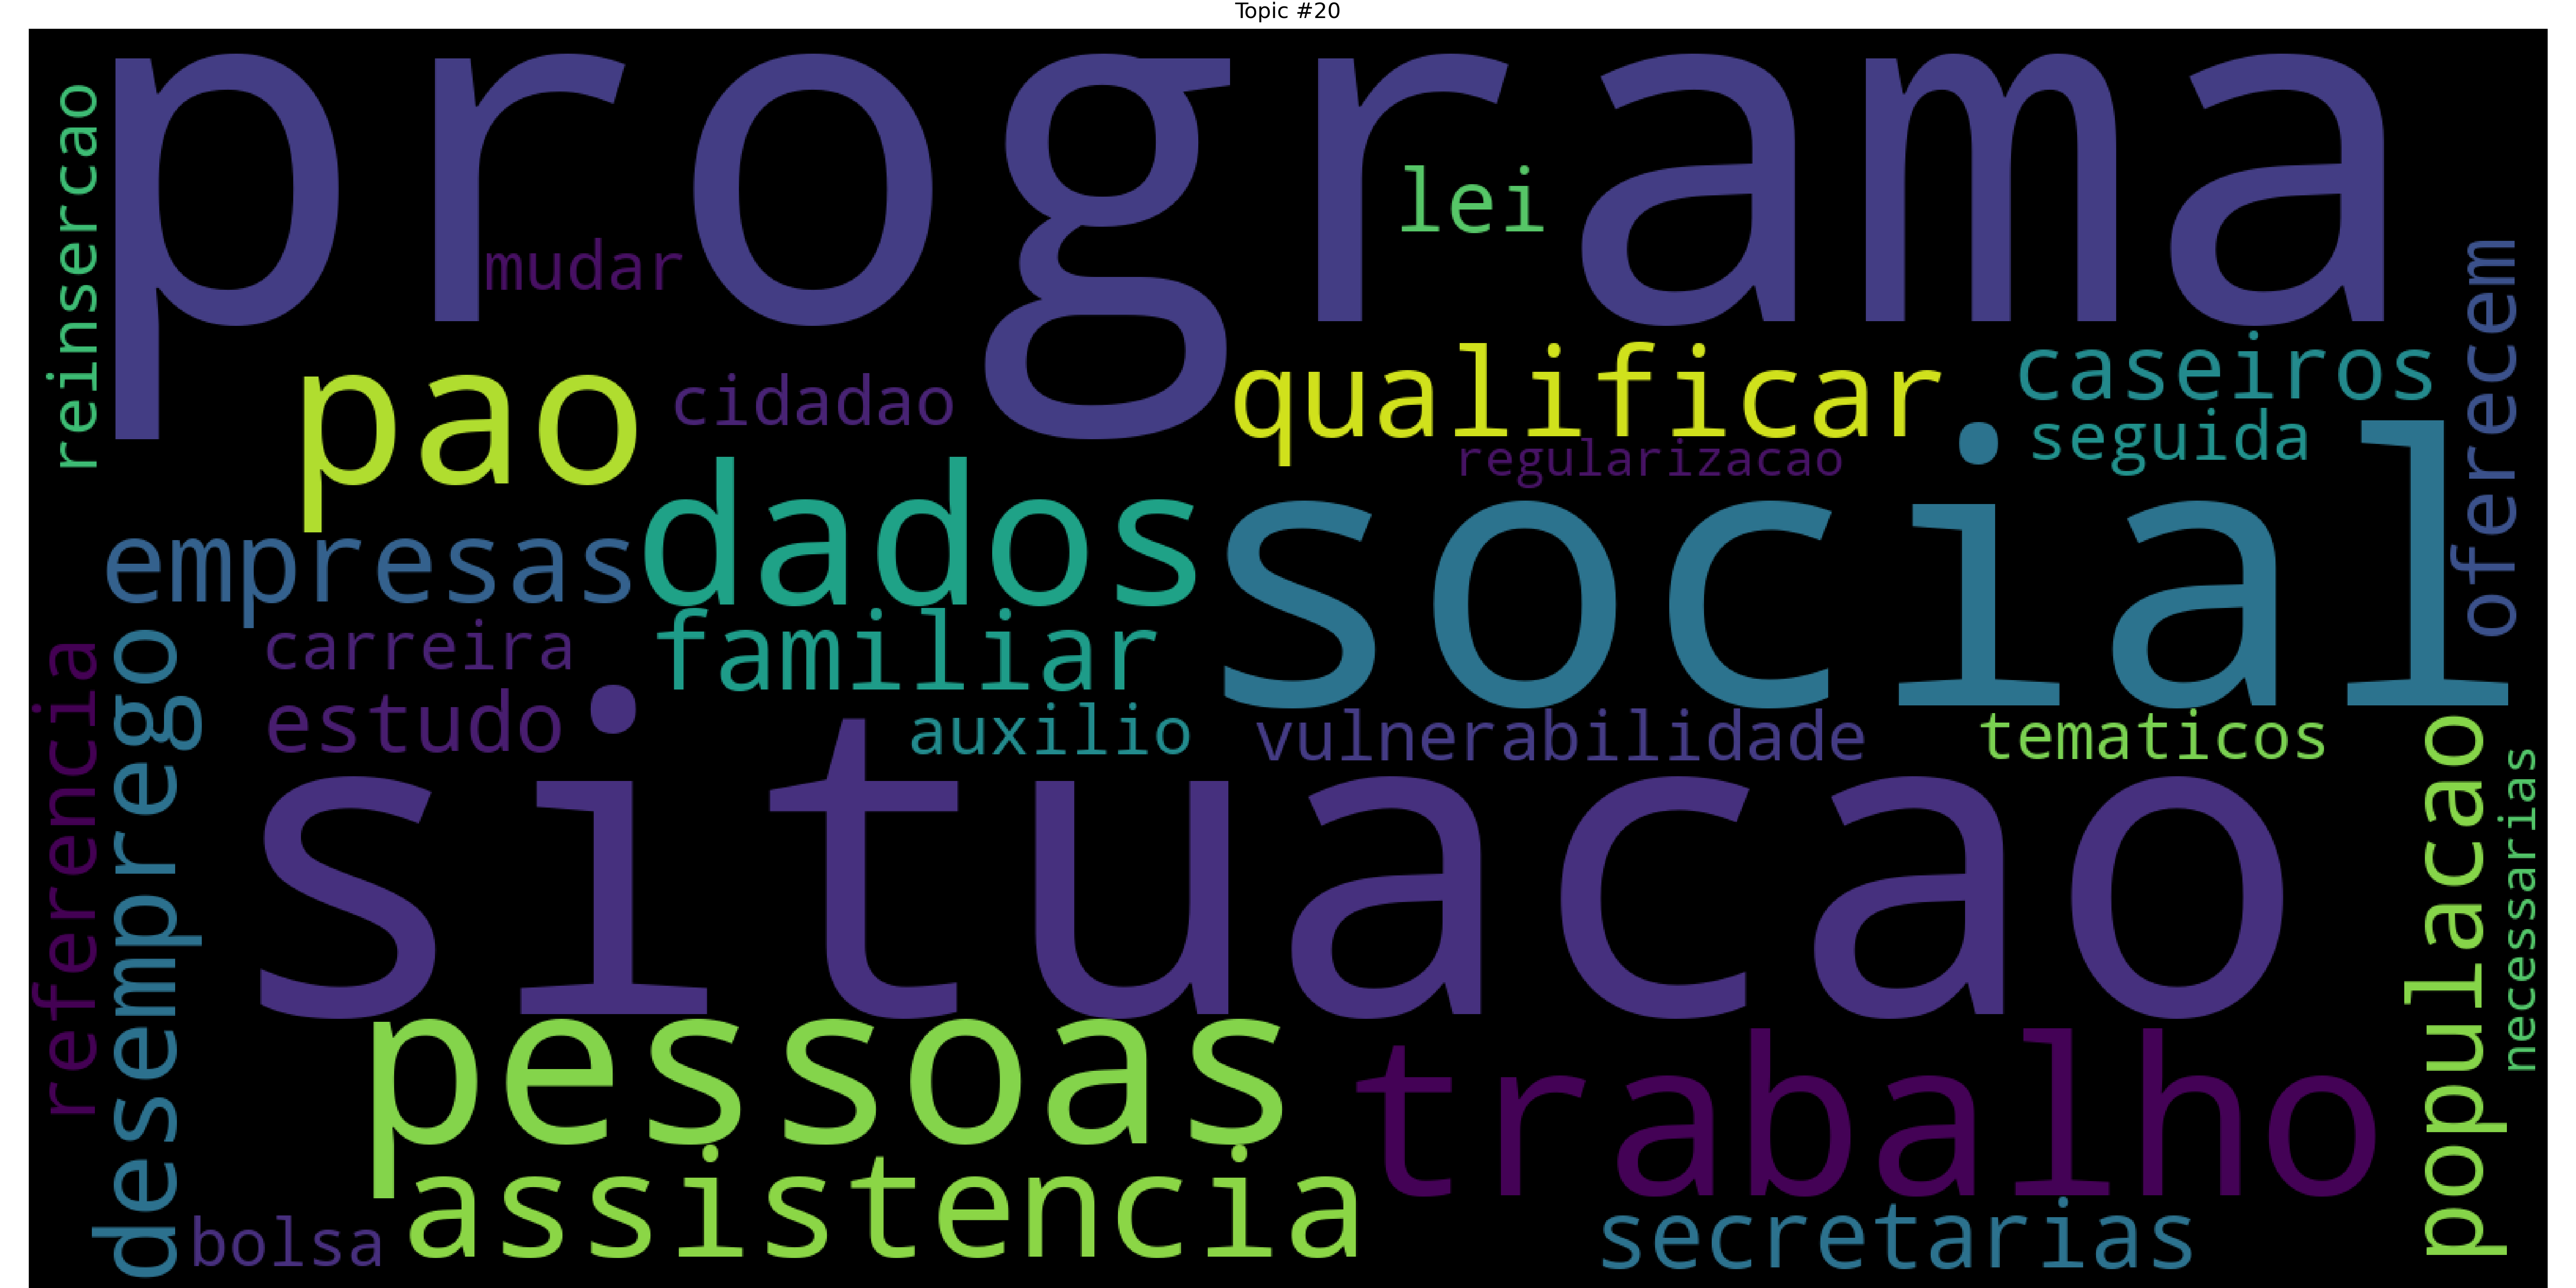 Topic #20
programa
reinsercao
lei
mudar
oferecem
qualificar
caseiros
pao
cidadao
seguida
regularizacao
dados
social
empresas
familiar
carreira
estudo
auxilio
vulnerabilidade
tematicos
referencia
desemprego
situacao
populacao
necessarias
pessoas
trabalho
assistencia
secretarias
bolsa